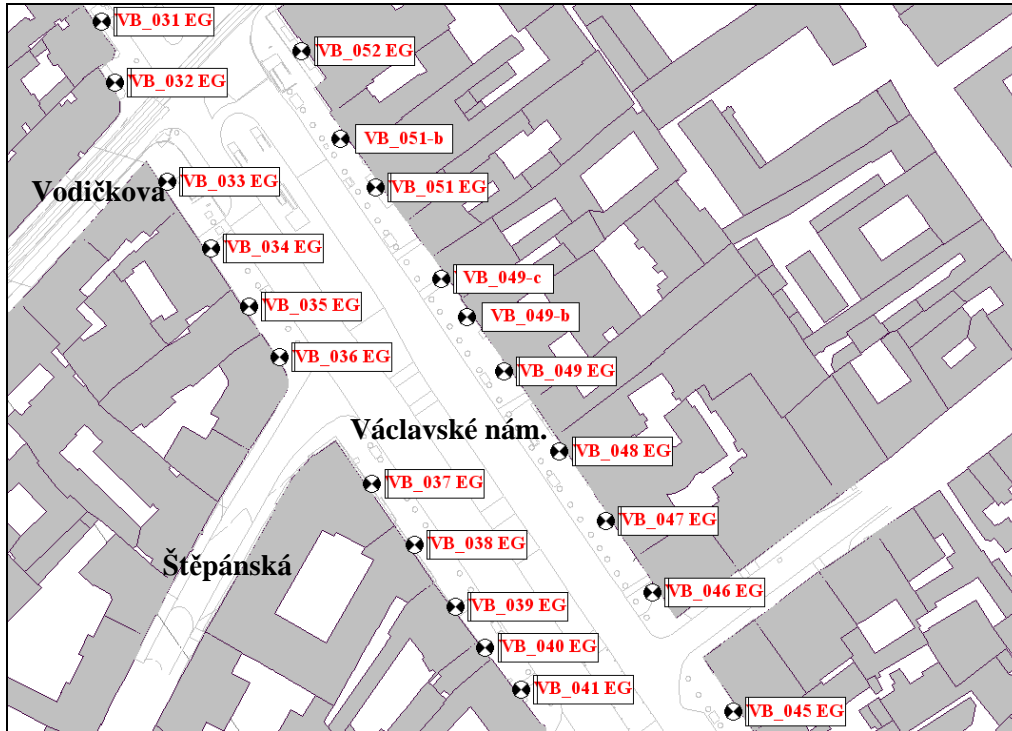 VB_031 EG
VB_052 EG
VB_032 EG
VB_051-b
Vodičkova
VB_033 EG
VB_051 EG
VB_034 EG
VB_049-c
VB_035 EG
VB_049-b
VB_036 EG
VB_049 EG
Václavské nám.
VB_048 EG
VB_037 EG
VB_047 EG
VB_038 EG
Štěpánská
VB_046 EG
VB_039 EG
VB_040 EG
VB_041 EG
VB_045 EG